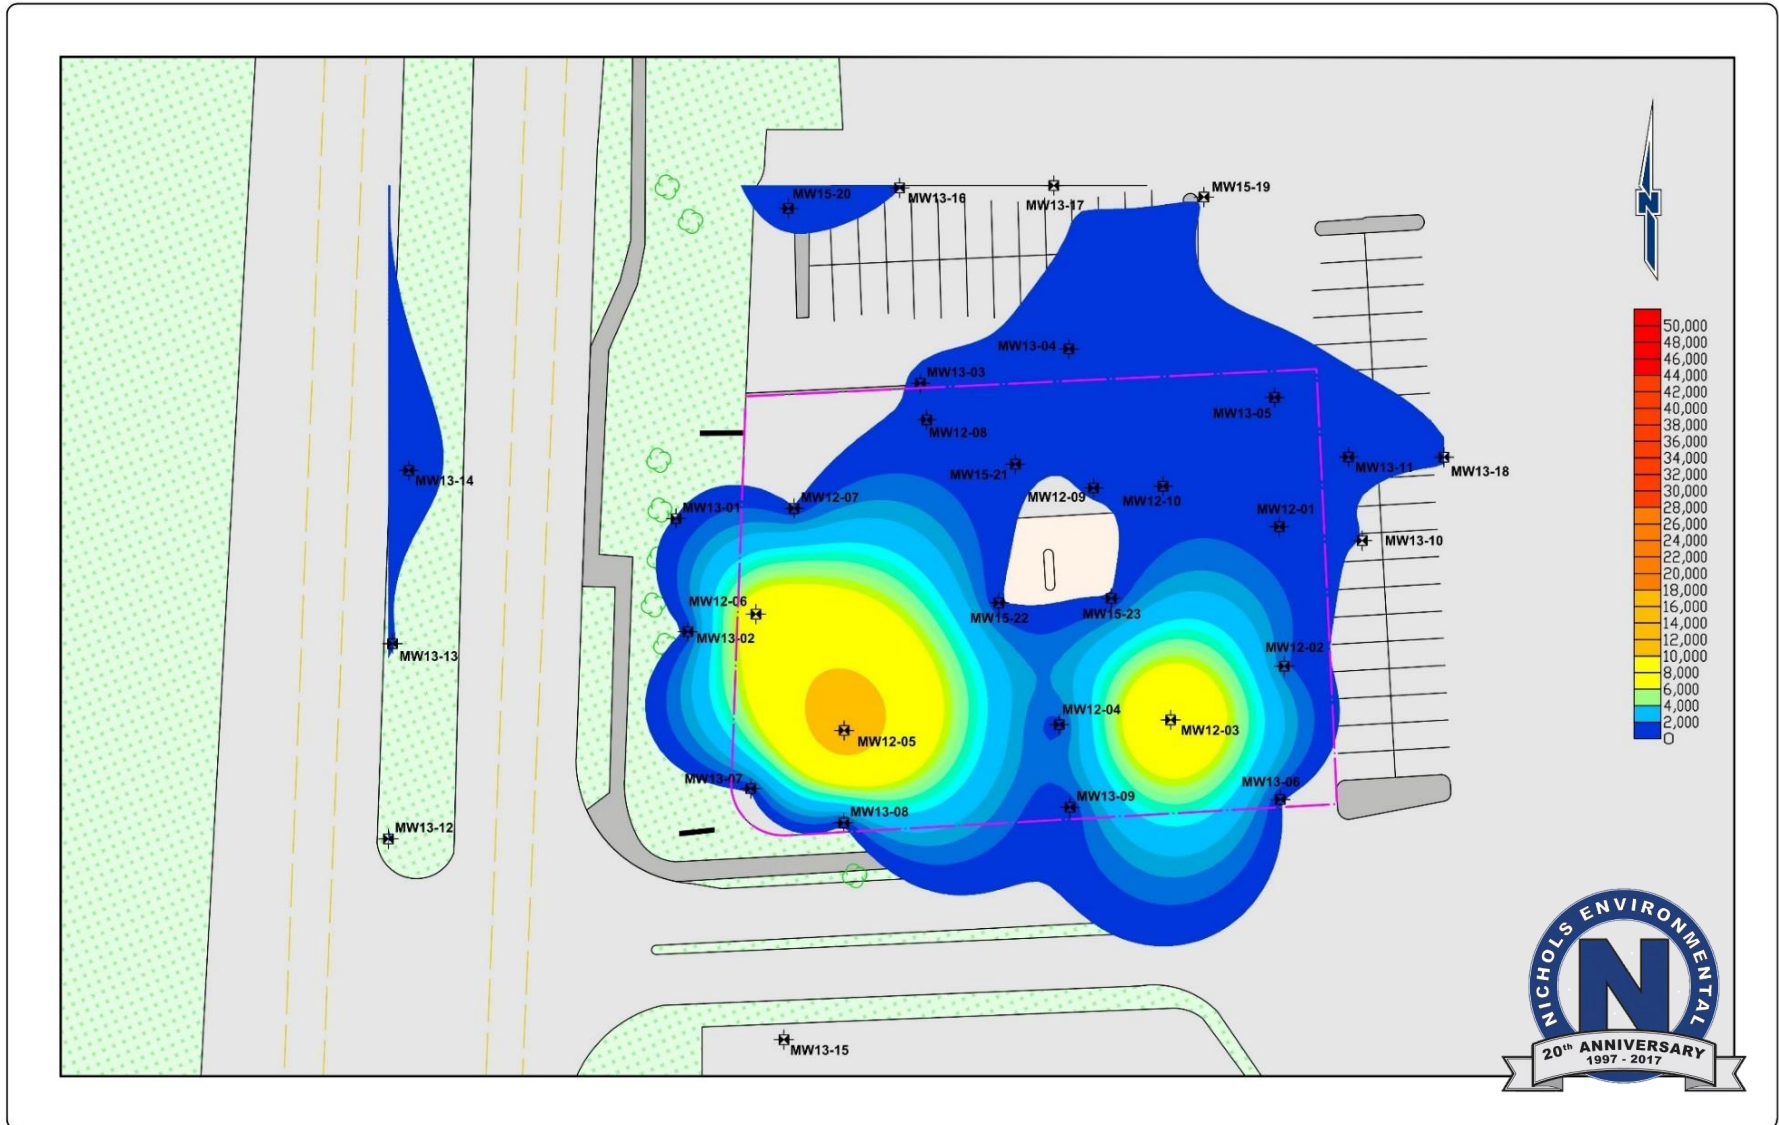 MW15-20
MW13-16
MW13-17
MW15-19
N
MW13-04
MW13-03
MW13-05
MW12-08
MW15-21
MW13-11
MW13-18
MW13-14
MW12-09
MW12-10
MW13-01
MW12-07
MW12-01
MW13-10
MW12-06
MW15-22
MW15-23
MW13-02
MW13-13
MW12-02
MW12-04
MW12-03
MW12-05
MW13-07
MW13-06
MW13-09
MW13-08
MW13-12
MW13-15
50,000
48,000
46,000
44,000
42,000
40,000
38,000
36,000
34,000
32,000
30,000
28,000
26,000
24,000
22,000
20,000
18,000
16,000
14,000
12,000
10,000
8,000
6,000
4,000
2,000
0
NICHOLS ENVIRONMENTAL
N
20th ANNIVERSARY
1997 - 2017